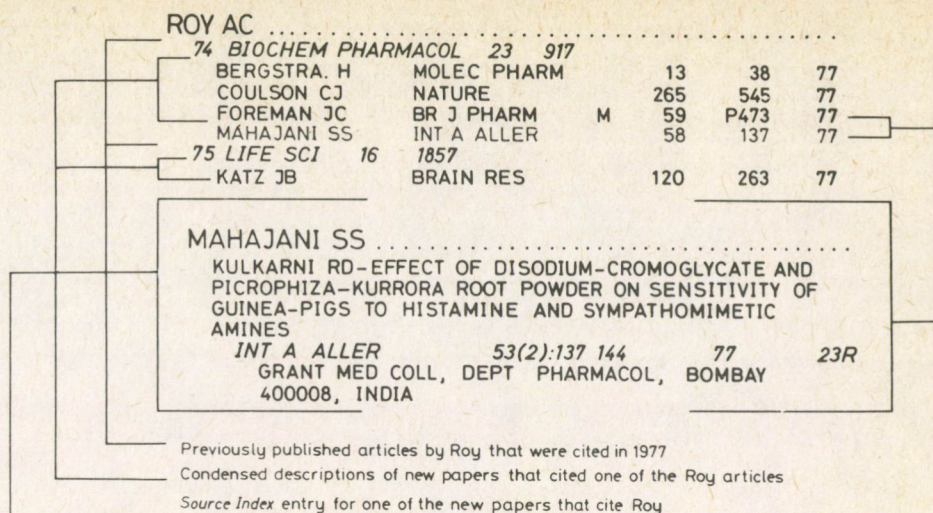 ROY AC ........................................................
74 BIOCHEM PHARMACOL 23 917
BERGSTRA. H MOLEC PHARM 13 38 77
COULSON CJ NATURE 265 545 77
FOREMAN JC BR J PHARM M 59 P473 77
MAHAJANI SS INT A ALLER 58 137 77
75 LIFE SCI 16 1857
KATZ JB BRAIN RES 120 263 77
MAHAJANI SS ..............................................
KULKARNI RD-EFFECT OF DISODIUM-CROMOGLYCATE AND
PICROPHIZA-KURRORA ROOT POWDER ON SENSITIVITY OF
GUINEA-PIGS TO HISTAMINE AND SYMPATHOMIMETIC
AMINES
INT A ALLER 53(2):137 144 77 23R
GRANT MED COLL, DEPT PHARMACOL, BOMBAY
400008, INDIA
Previously published articles by Roy that were cited in 1977
Condensed descriptions of new papers that cited one of the Roy articles
Source Index entry for one of the new papers that cite Roy